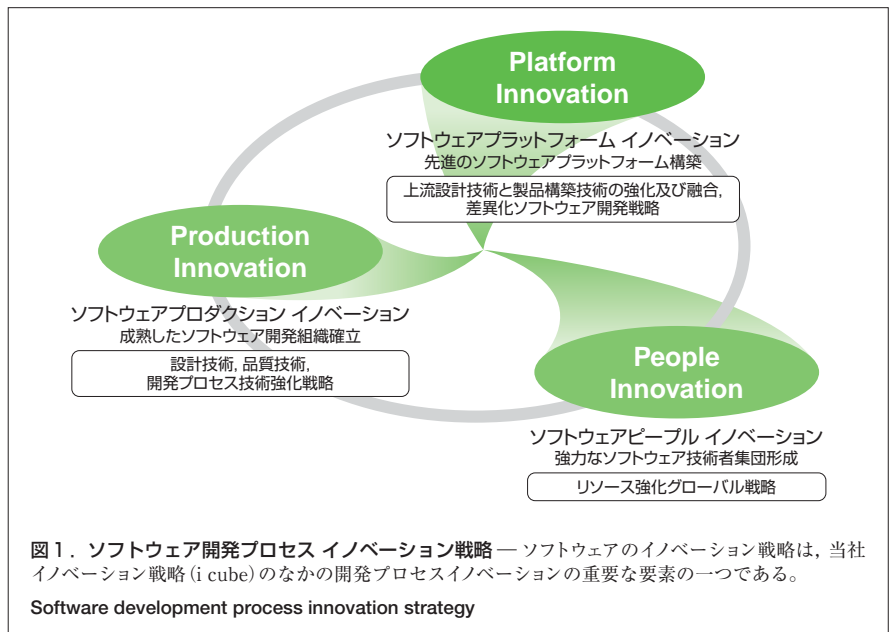 Platform
Innovation
ソフトウェアプラットフォーム イノベーション
先進のソフトウェアプラットフォーム構築
上流設計技術と製品構築技術の強化及び融合,
差異化ソフトウェア開発戦略
Production
Innovation
ソフトウェアプロダクション イノベーション
成熟したソフトウェア開発組織確立
設計技術, 品質技術,
開発プロセス技術強化戦略
People
Innovation
ソフトウェアピープル イノベーション
強力なソフトウェア技術者集団形成
リソース強化グローバル戦略
図1. ソフトウェア開発プロセス イノベーション戦略 — ソフトウェアのイノベーション戦略は, 当社
イノベーション戦略(i cube)のなかの開発プロセスイノベーションの重要な要素の一つである。
Software development process innovation strategy